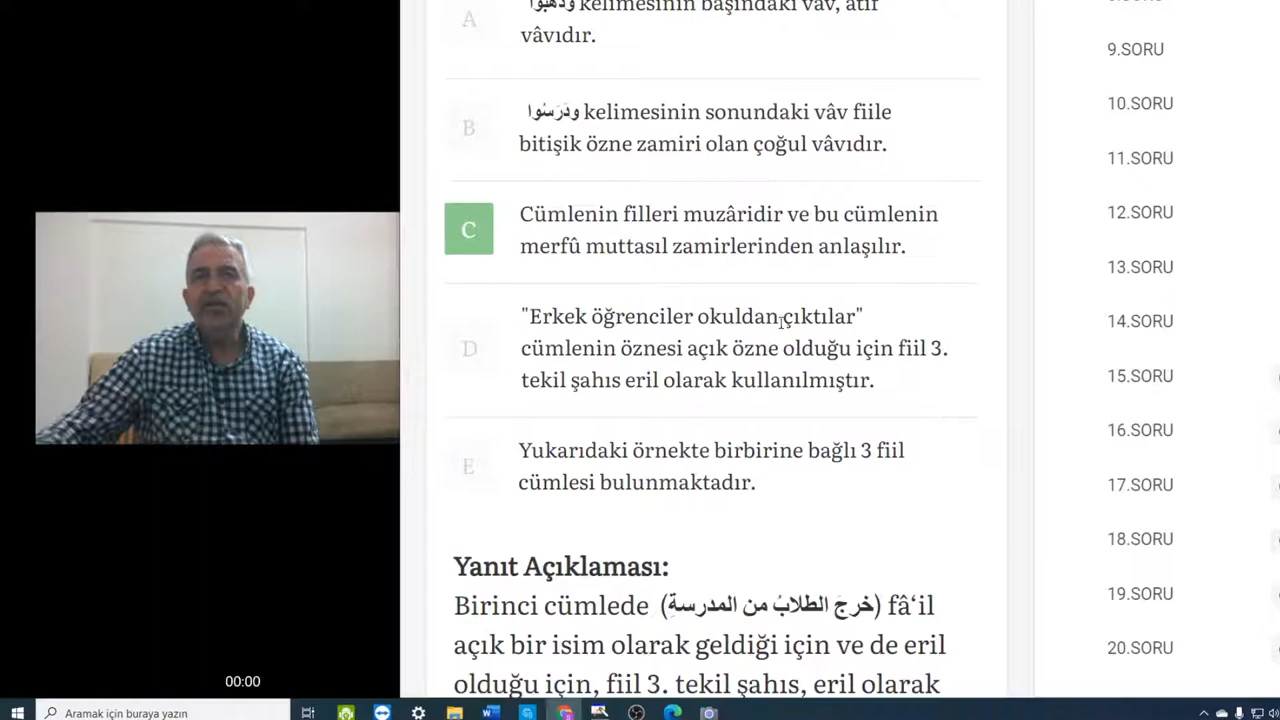 A
وذهبوا kelimesinin başındaki vav, atıf
vâvıdır.
B
ودَرَسُوا kelimesinin sonundaki vâv fiile
bitişik özne zamiri olan çoğul vâvıdır.
C
Cümlenin filleri muzâridir ve bu cümlenin
merfû muttasıl zamirlerinden anlaşılır.
D
"Erkek öğrenciler okuldan çıktılar"
cümlenin öznesi açık özne olduğu için fiil 3.
tekil şahıs eril olarak kullanılmıştır.
E
Yukarıdaki örnekte birbirine bağlı 3 fiil
cümlesi bulunmaktadır.
Yanıt Açıklaması:
Birinci cümlede (خرجَ الطلابُ من المدرسةِ) fâ‘il
açık bir isim olarak geldiği için ve de eril
olduğu için, fiil 3. tekil şahıs, eril olarak
9.SORU
10.SORU
11.SORU
12.SORU
13.SORU
14.SORU
15.SORU
16.SORU
17.SORU
18.SORU
19.SORU
20.SORU
00:00
Aramak için buraya yazın